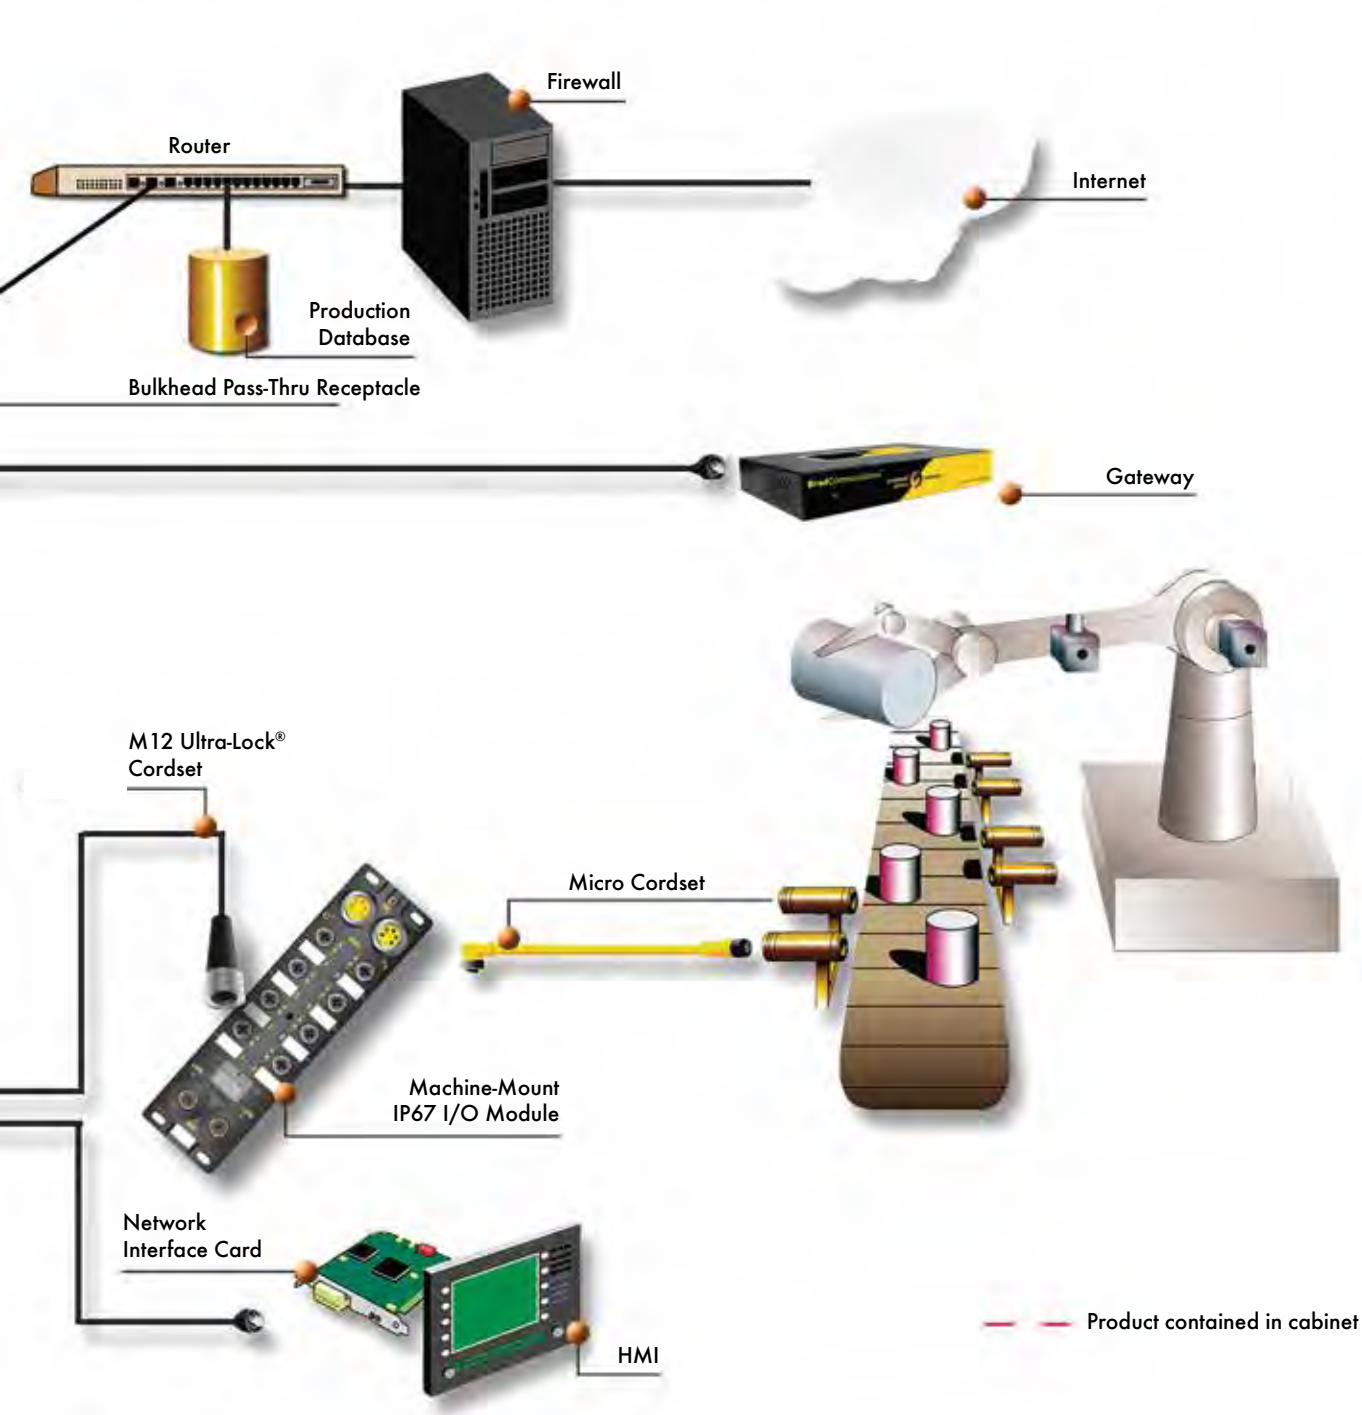 Firewall
Router
Internet
Production
Database
Bulkhead Pass-Thru Receptacle
Gateway
M12 Ultra-Lock®
Cordset
Micro Cordset
Machine-Mount
IP67 I/O Module
Network
Interface Card
Product contained in cabinet
HMI